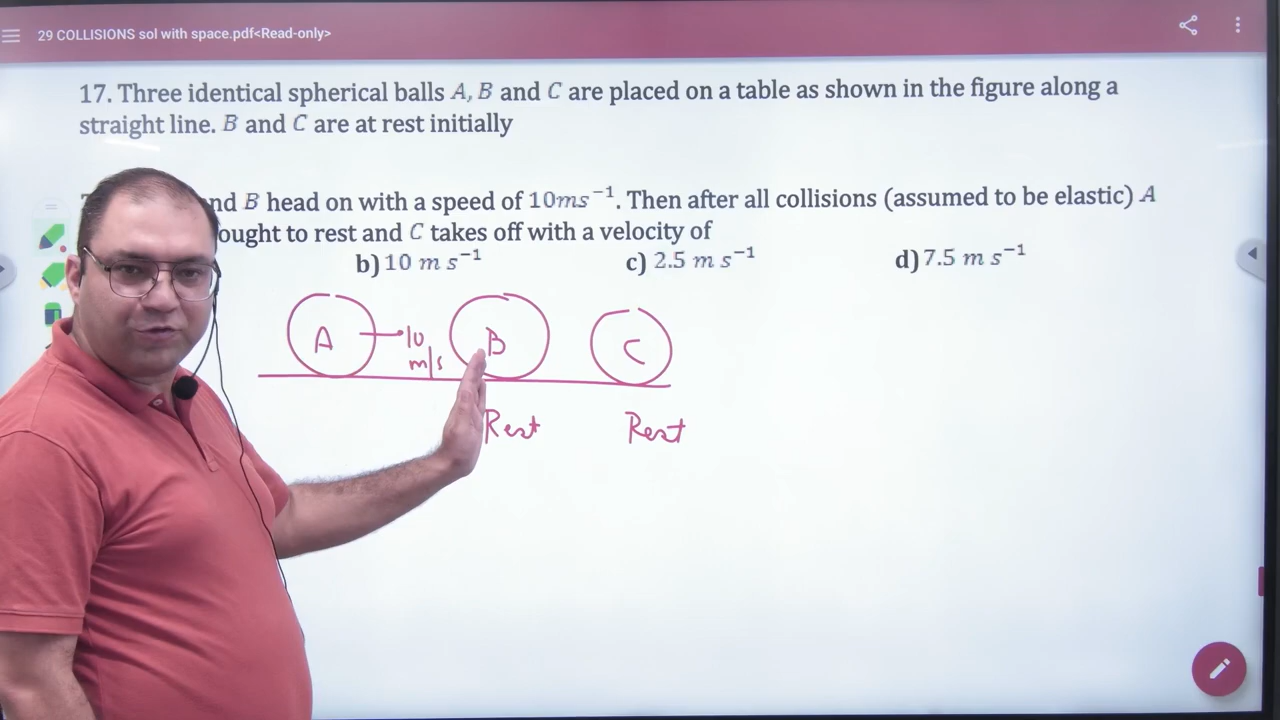 29 COLLISIONS sol with space.pdf<Read-only>
17. Three identical spherical balls A, B and C are placed on a table as shown in the figure along a
straight line. B and C are at rest initially
B head on with a speed of 10ms⁻¹. Then after all collisions (assumed to be elastic) A
to rest and C takes off with a velocity of
b) 10 m s⁻¹ c) 2.5 m s⁻¹ d) 7.5 m s⁻¹
A 10 m/s B C
Rest Rest